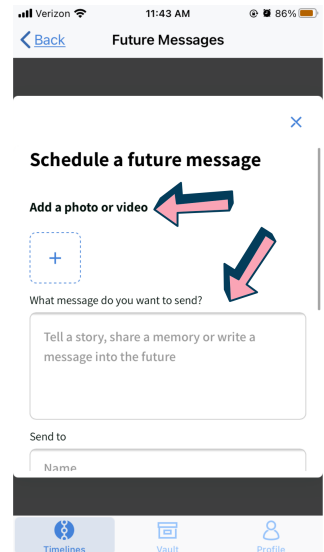 Verizon 11:43 AM 86%
Back Future Messages
Schedule a future message
Add a photo or video
What message do you want to send?
Tell a story, share a memory or write a
message into the future
Send to
Name
Timelines Vault Profile